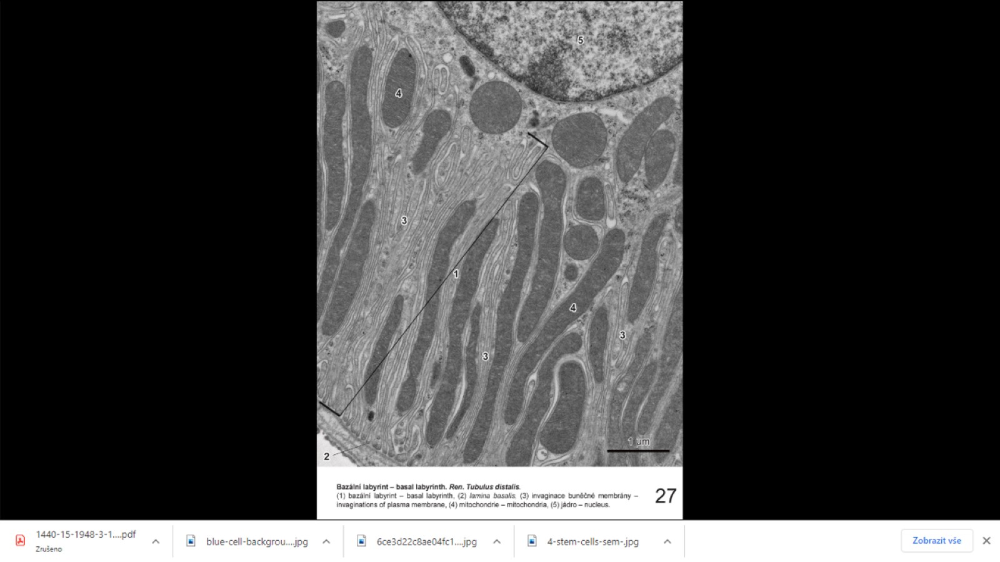 5
4
3
1
4
3
3
1 µm
2
Bazální labyrint – basal labyrinth. Ren. Tubulus distalis.
(1) bazální labyrint – basal labyrinth, (2) lamina basalis, (3) invaginace buněčné membrány –
invaginations of plasma membrane, (4) mitochondrie – mitochondria, (5) jádro – nucleus.
27
1440-15-1948-3-1....pdf
Zrušeno
blue-cell-backgrou....jpg
6ce3d22c8ae04fc1....jpg
4-stem-cells-sem-.jpg
Zobrazit vše